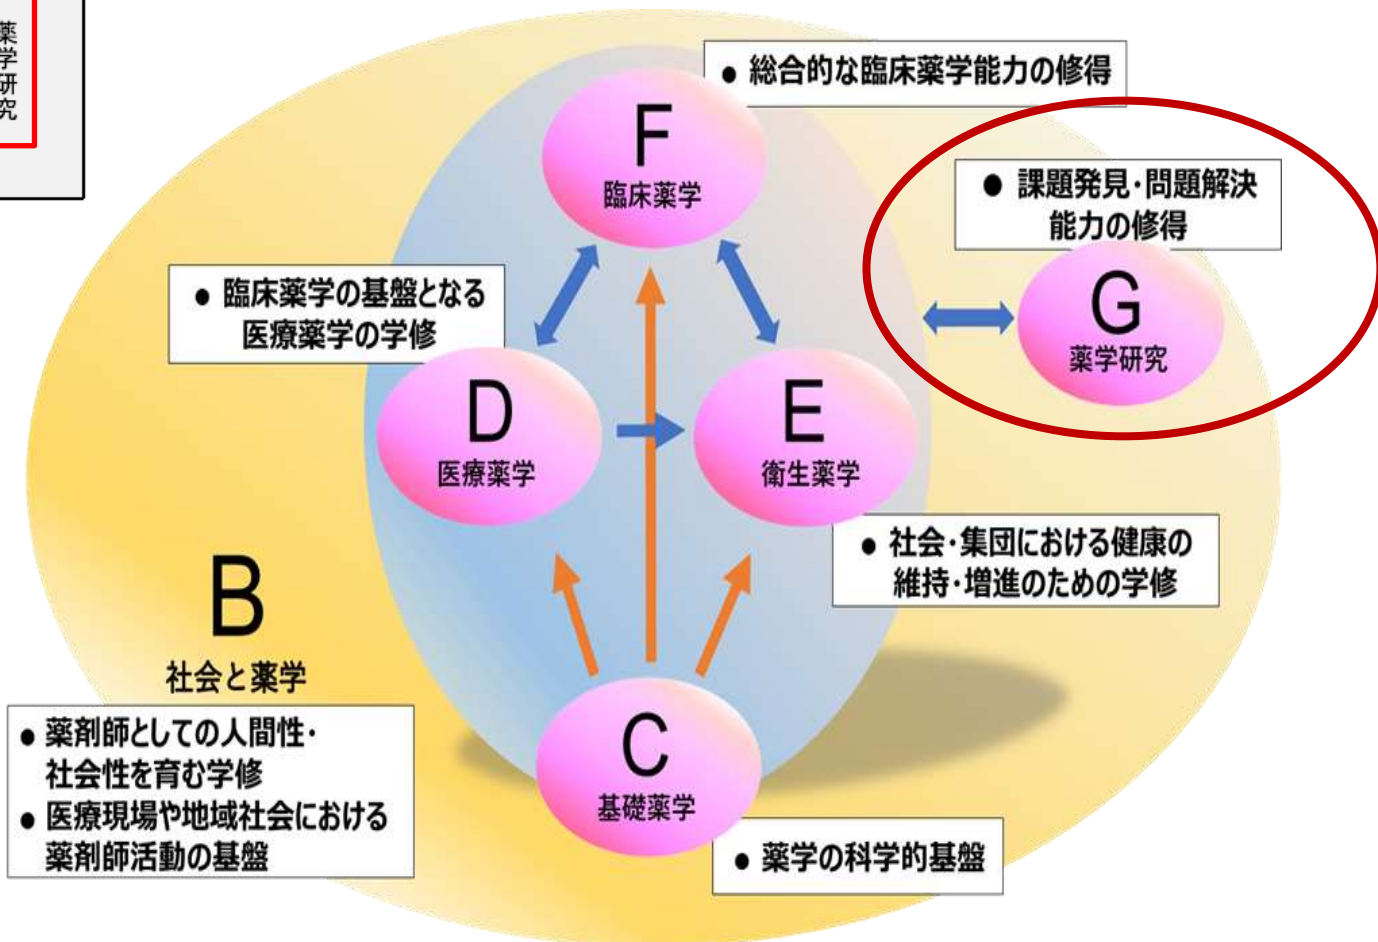 薬学研究
● 総合的な臨床薬学能力の修得
F
臨床薬学
● 課題発見・問題解決
能力の修得
G
薬学研究
● 臨床薬学の基盤となる
医療薬学の学修
D
医療薬学
E
衛生薬学
● 社会・集団における健康の
維持・増進のための学修
B
社会と薬学
● 薬剤師としての人間性・
社会性を育む学修
● 医療現場や地域社会における
薬剤師活動の基盤
C
基礎薬学
● 薬学の科学的基盤